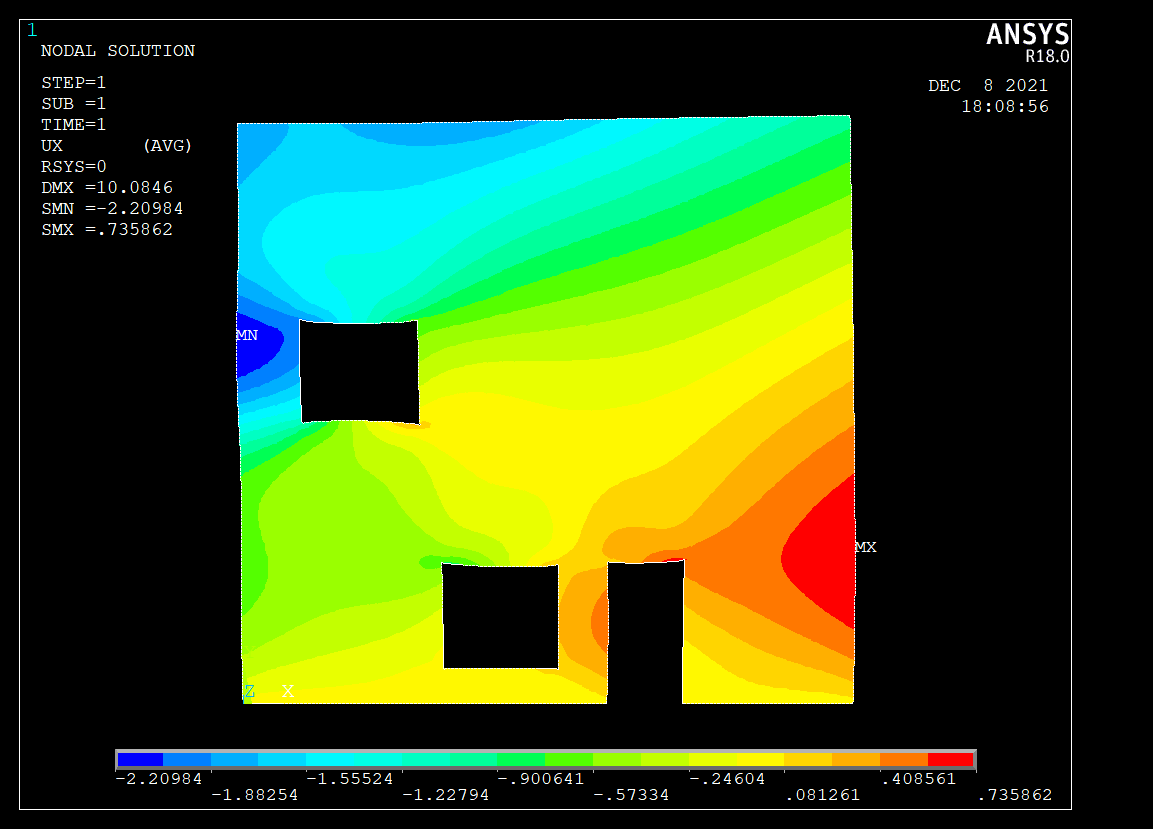 1
ANSYS
R18.0
NODAL SOLUTION
DEC 8 2021
18:08:56
STEP=1
SUB =1
TIME=1
UX (AVG)
RSYS=0
DMX =10.0846
SMN =-2.20984
SMX =.735862
MN
MX
Z X
-2.20984 -1.55524 -.900641 -.24604 .408561
-1.88254 -1.22794 -.57334 .081261 .735862